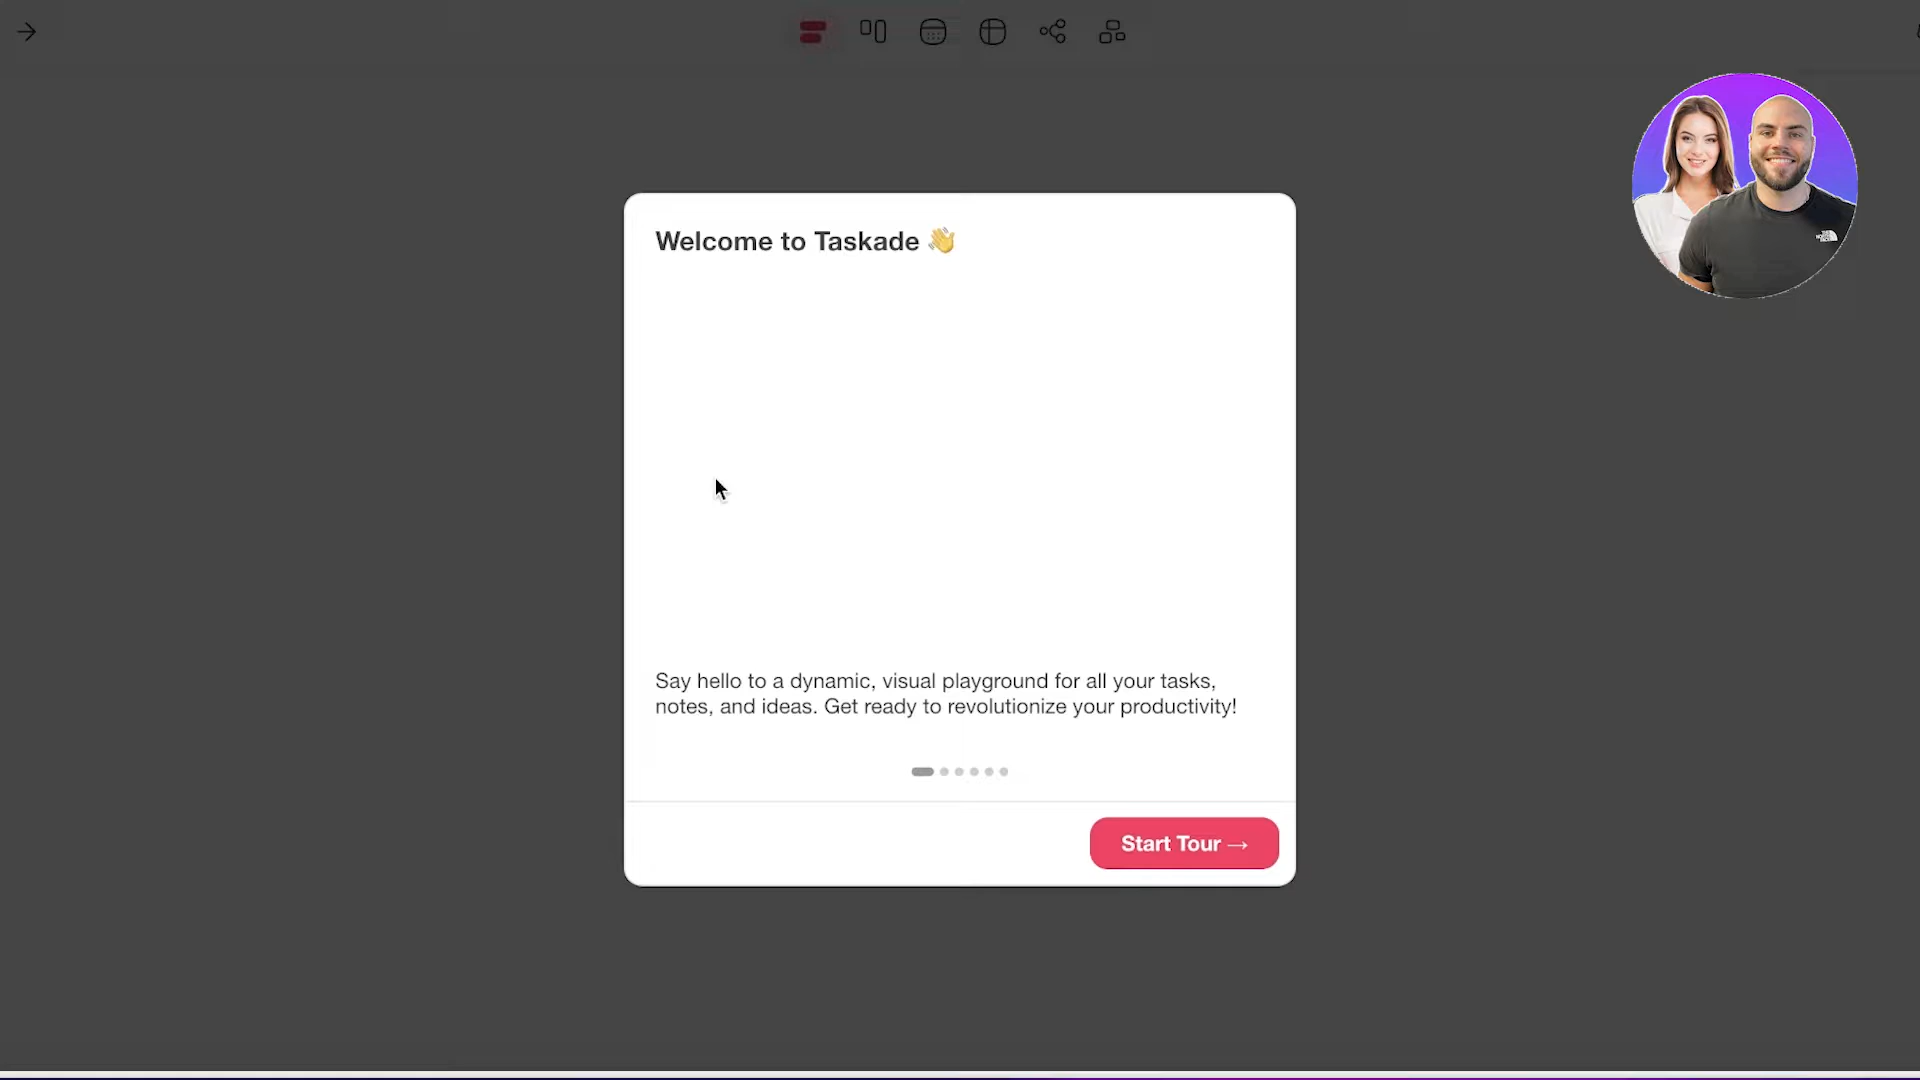 Welcome to Taskade 👋
Say hello to a dynamic, visual playground for all your tasks,
notes, and ideas. Get ready to revolutionize your productivity!
Start Tour →